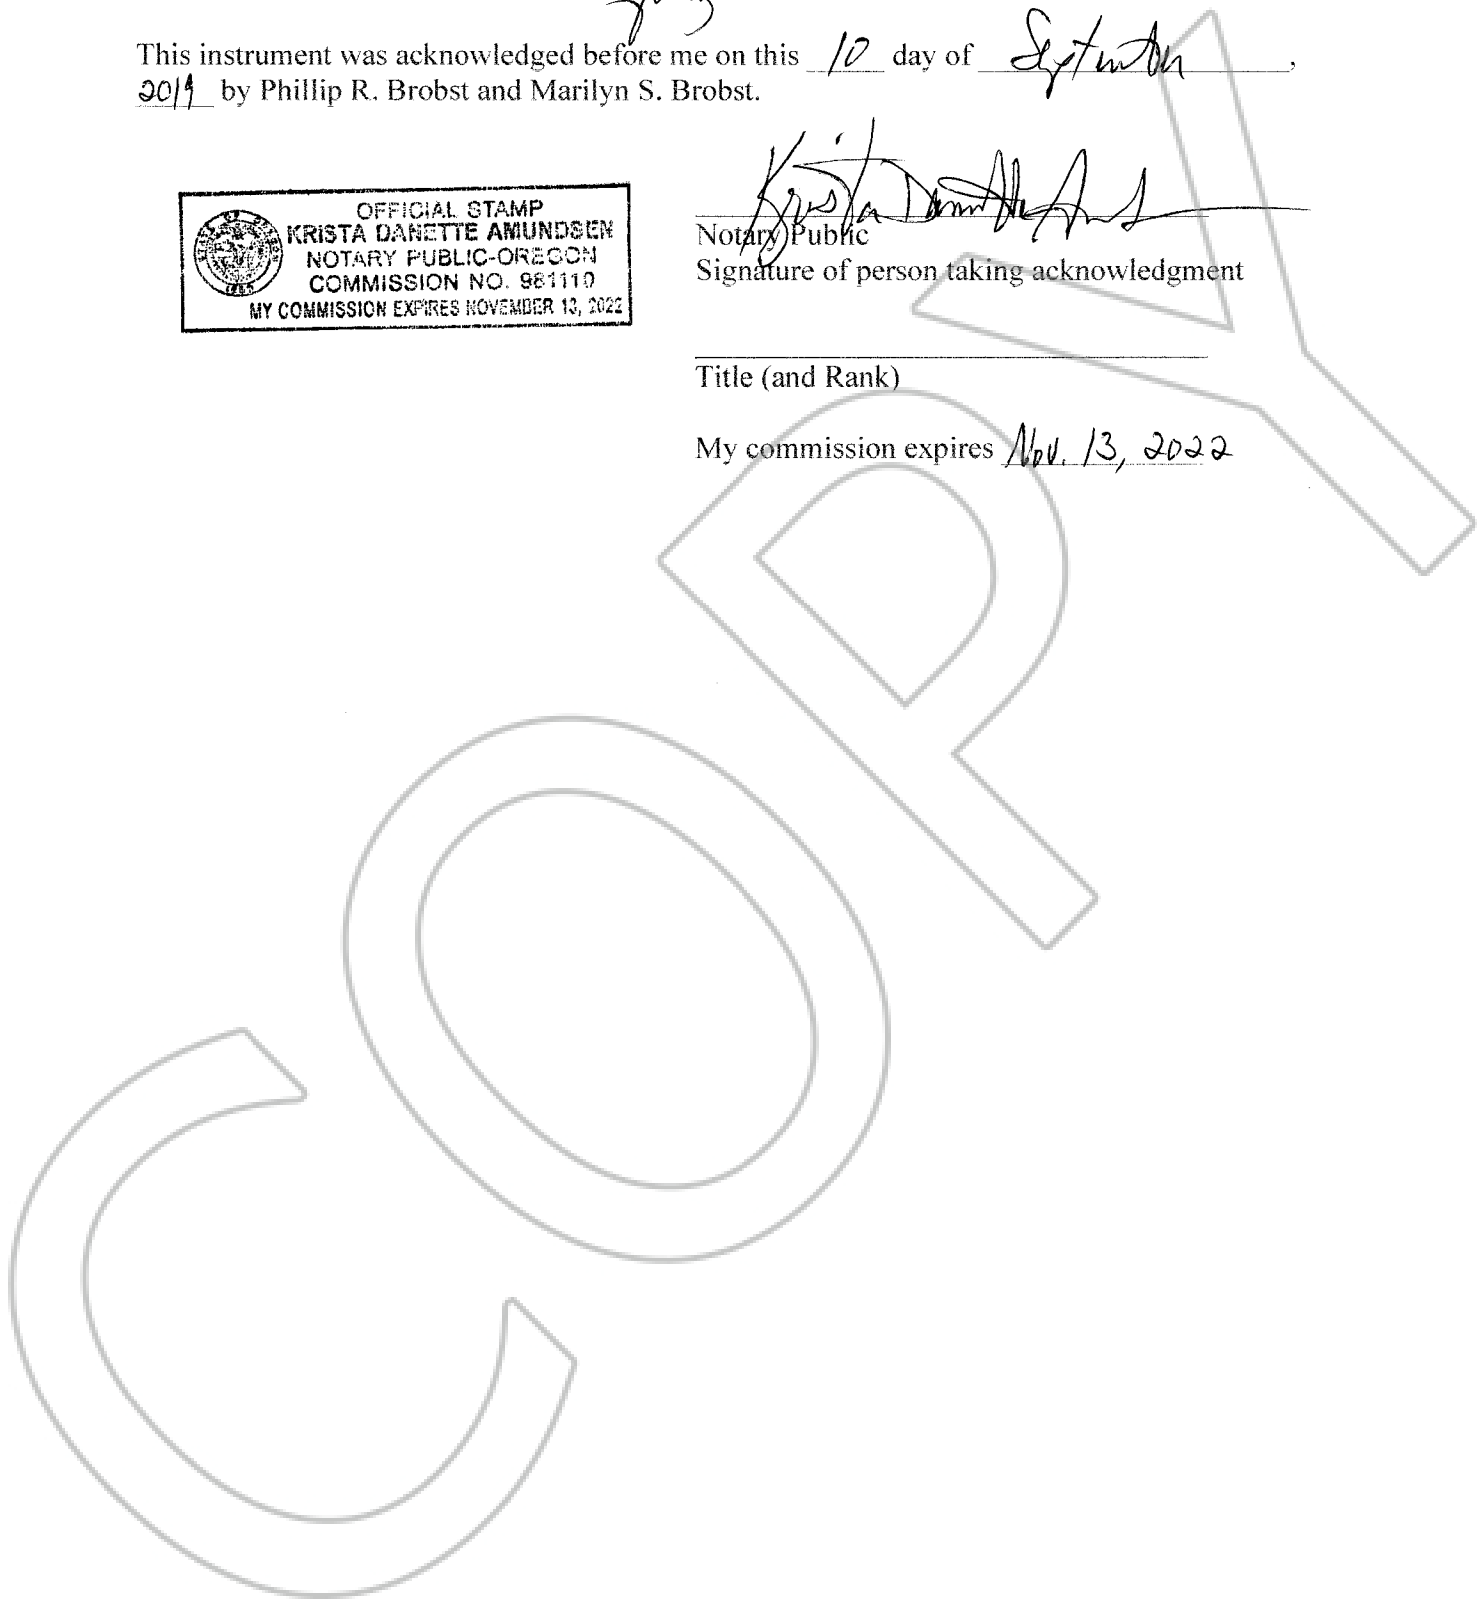 This instrument was acknowledged before me on this 10 day of September,
2019 by Phillip R. Brobst and Marilyn S. Brobst.
OFFICIAL STAMP
KRISTA DANETTE AMUNDSEN
NOTARY PUBLIC-OREGON
COMMISSION NO. 981110
MY COMMISSION EXPIRES NOVEMBER 13, 2022
Krista Danette
Notary Public
Signature of person taking acknowledgment
Title (and Rank)
My commission expires Nov. 13, 2022
COPY